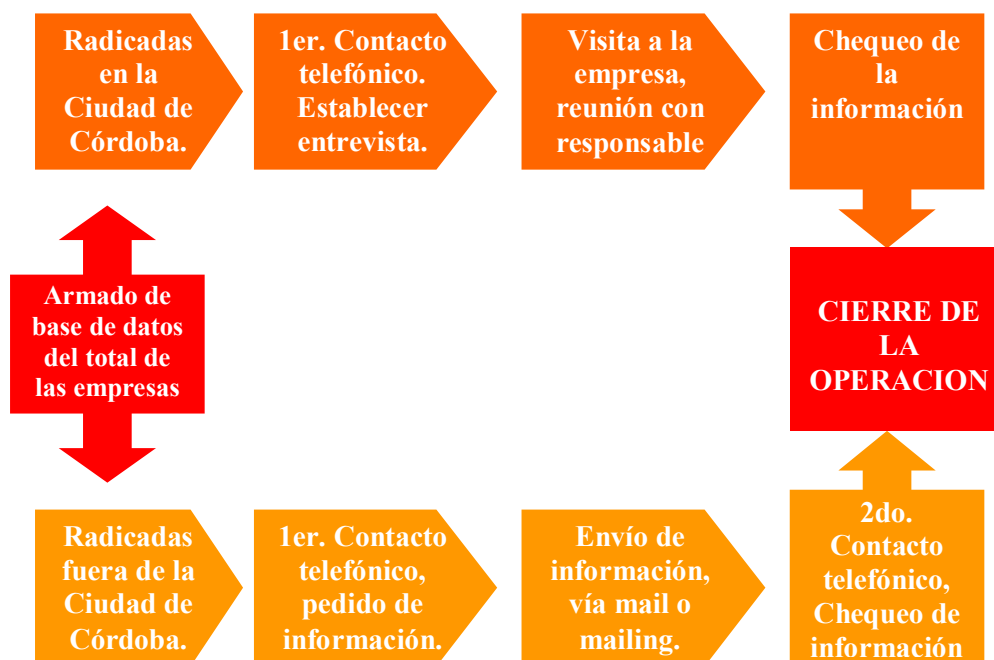 Radicadas
en la
Ciudad de
Córdoba.
1er. Contacto
telefónico.
Establecer
entrevista.
Visita a la
empresa,
reunión con
responsable
Chequeo de
la
información
Armado de
base de datos
del total de
las empresas
CIERRE DE
LA
OPERACION
Radicadas
fuera de la
Ciudad de
Córdoba.
1er. Contacto
telefónico,
pedido de
información.
Envío de
información,
vía mail o
mailing.
2do.
Contacto
telefónico,
Chequeo de
información